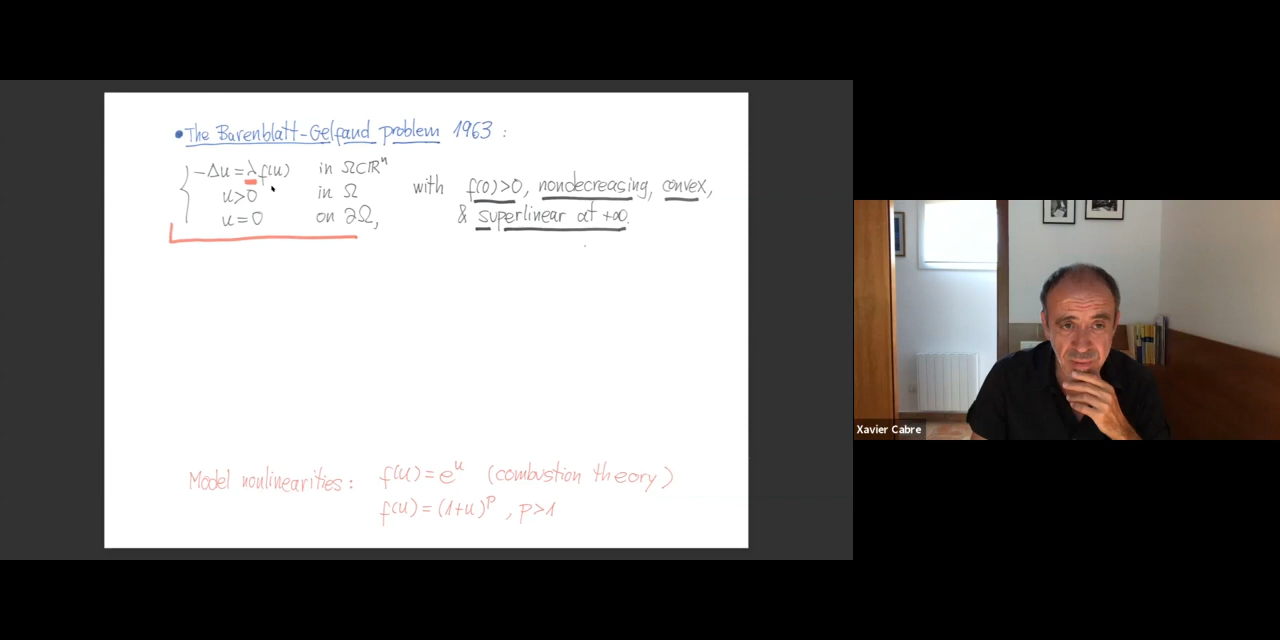 • The Barenblatt-Gelfand problem 1963 :
-Δu = λf(u) in Ω⊂ℝⁿ
u>0 in Ω
u=0 on ∂Ω,
with f(0)>0, nondecreasing, convex,
& superlinear at +∞.
Model nonlinearities: f(u) = eᵘ (combustion theory)
f(u) = (1+u)ᵖ, p>1
Xavier Cabre